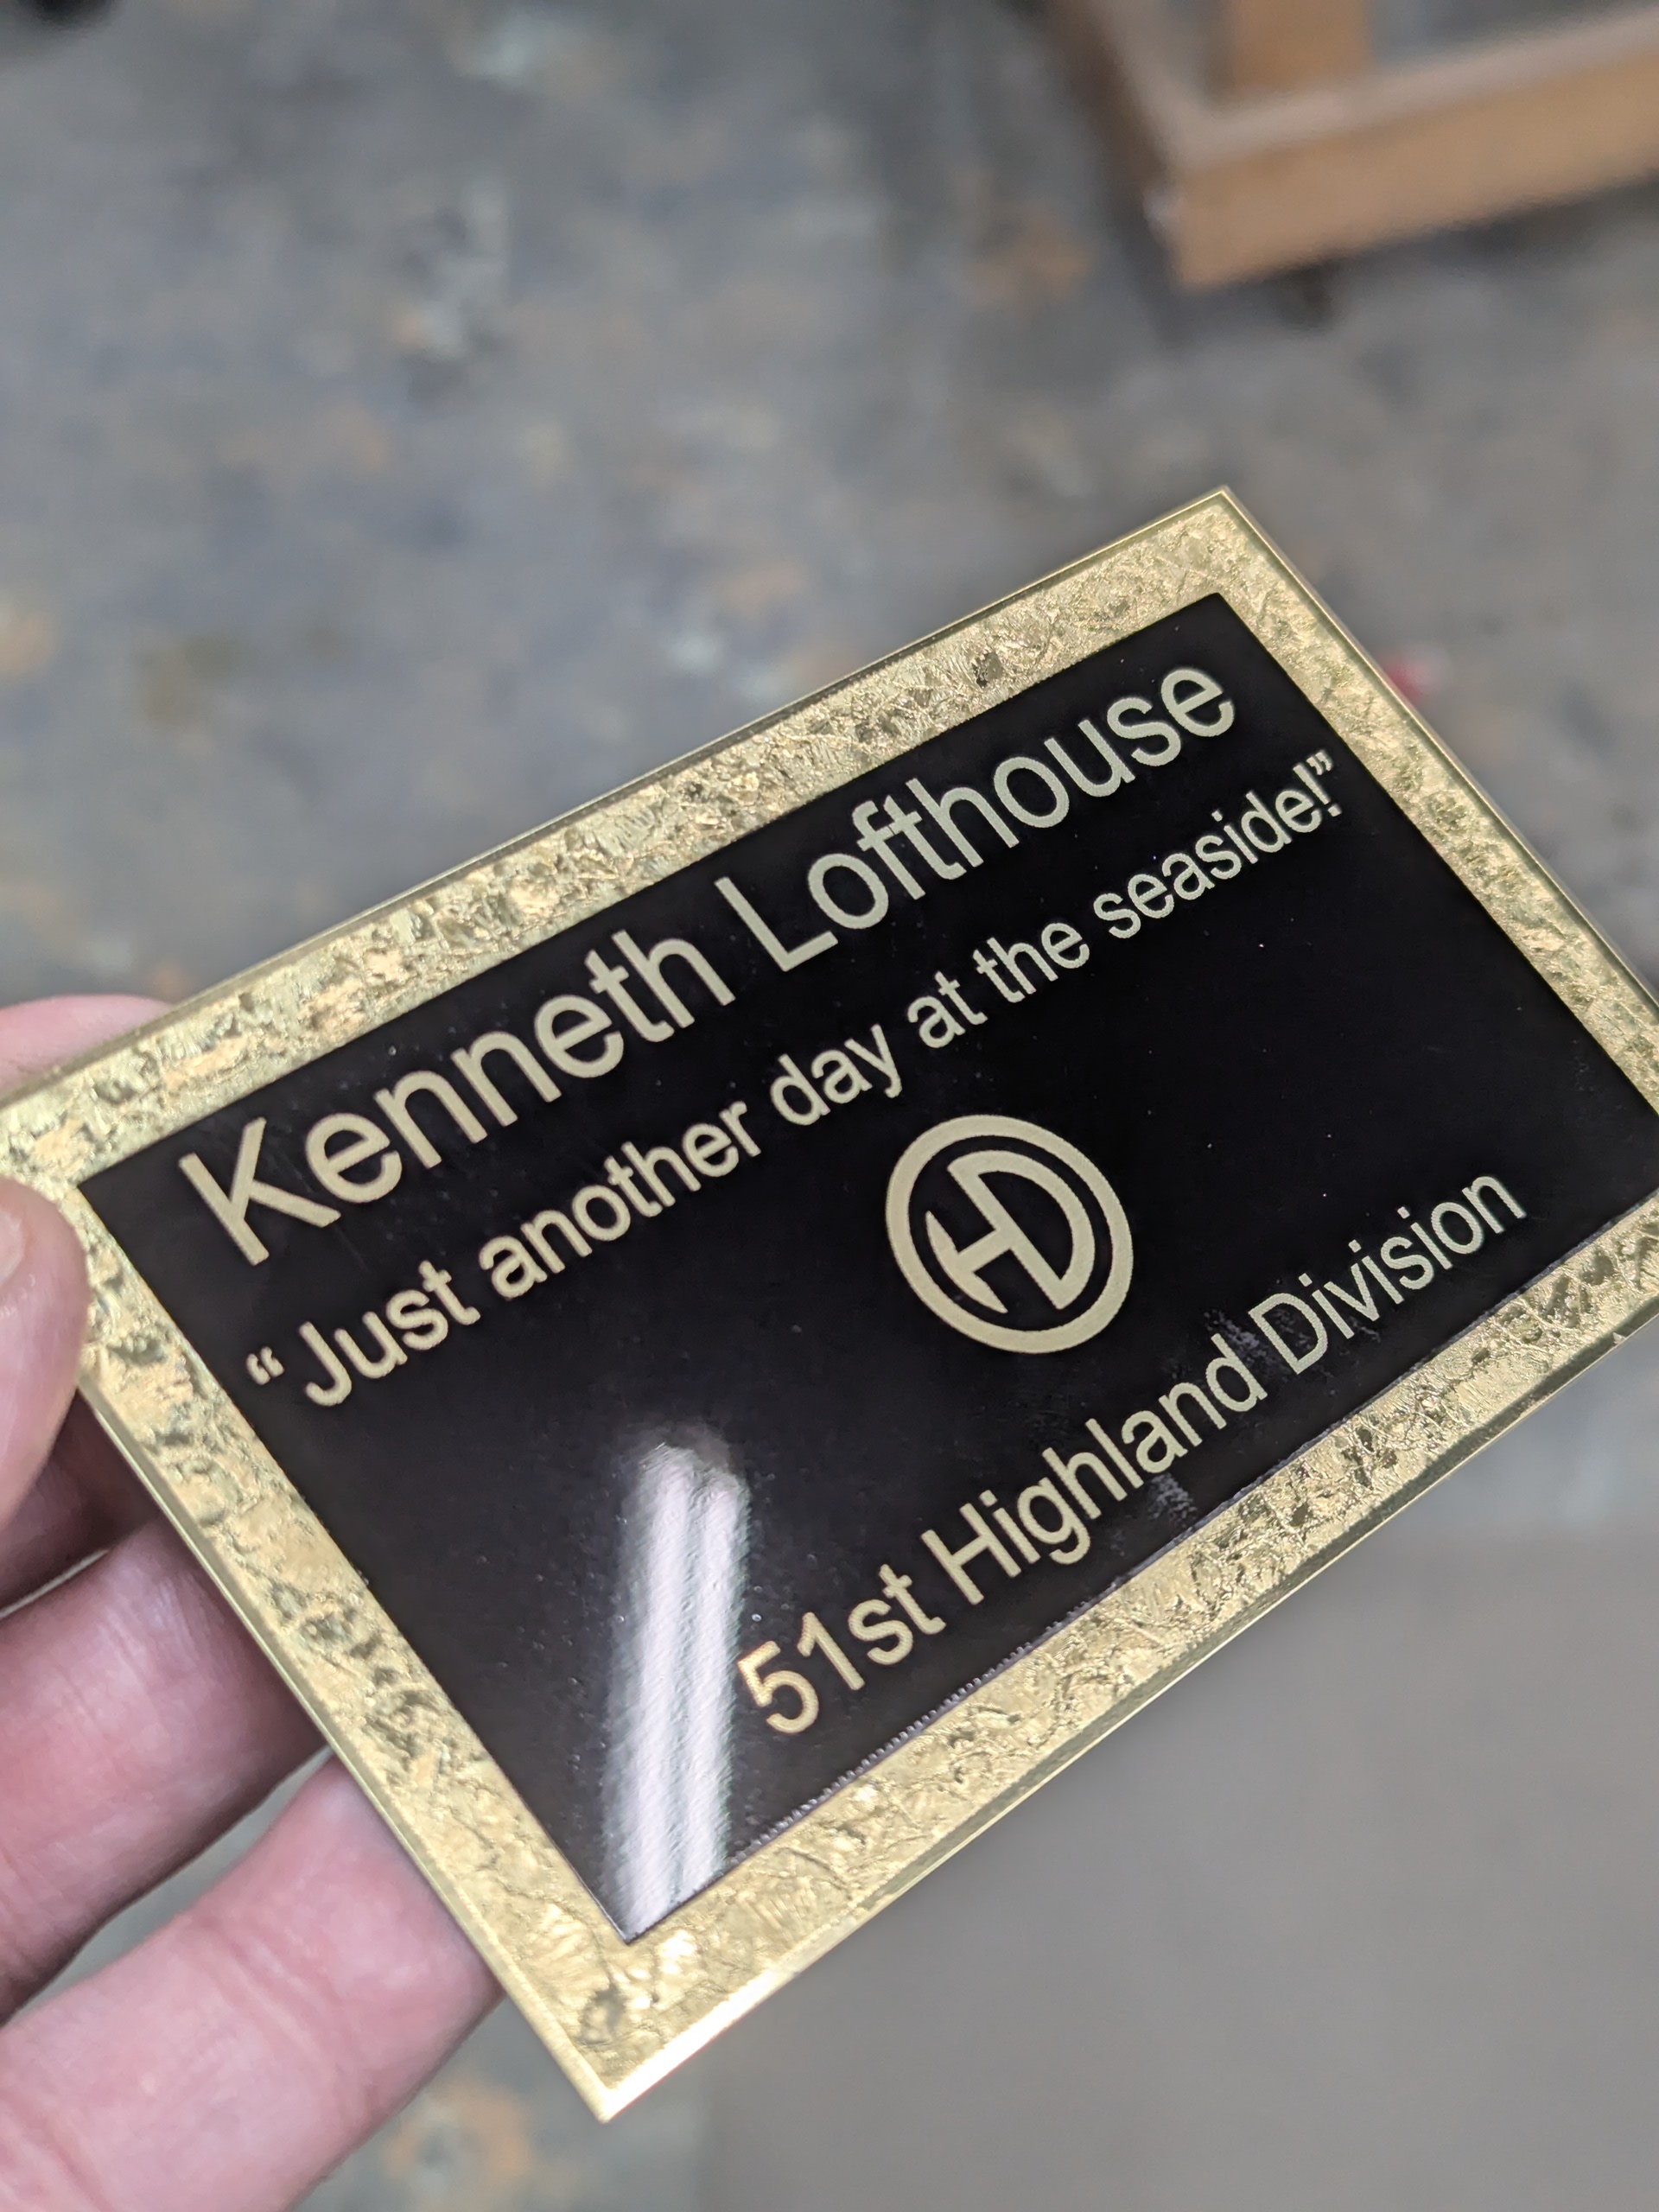 Kenneth Lofthouse
“Just another day at the seaside!”
HD
51st Highland Division